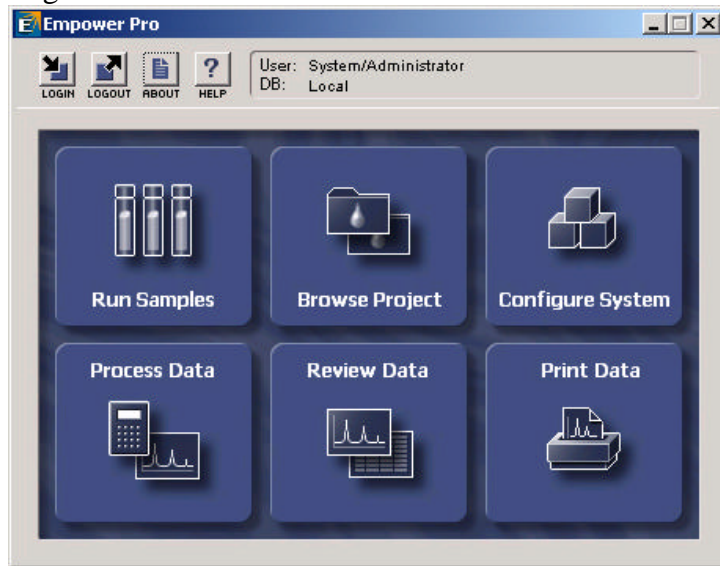 Empower Pro
LOGIN LOGOUT ABOUT HELP
User: System/Administrator
DB: Local
Run Samples
Browse Project
Configure System
Process Data
Review Data
Print Data